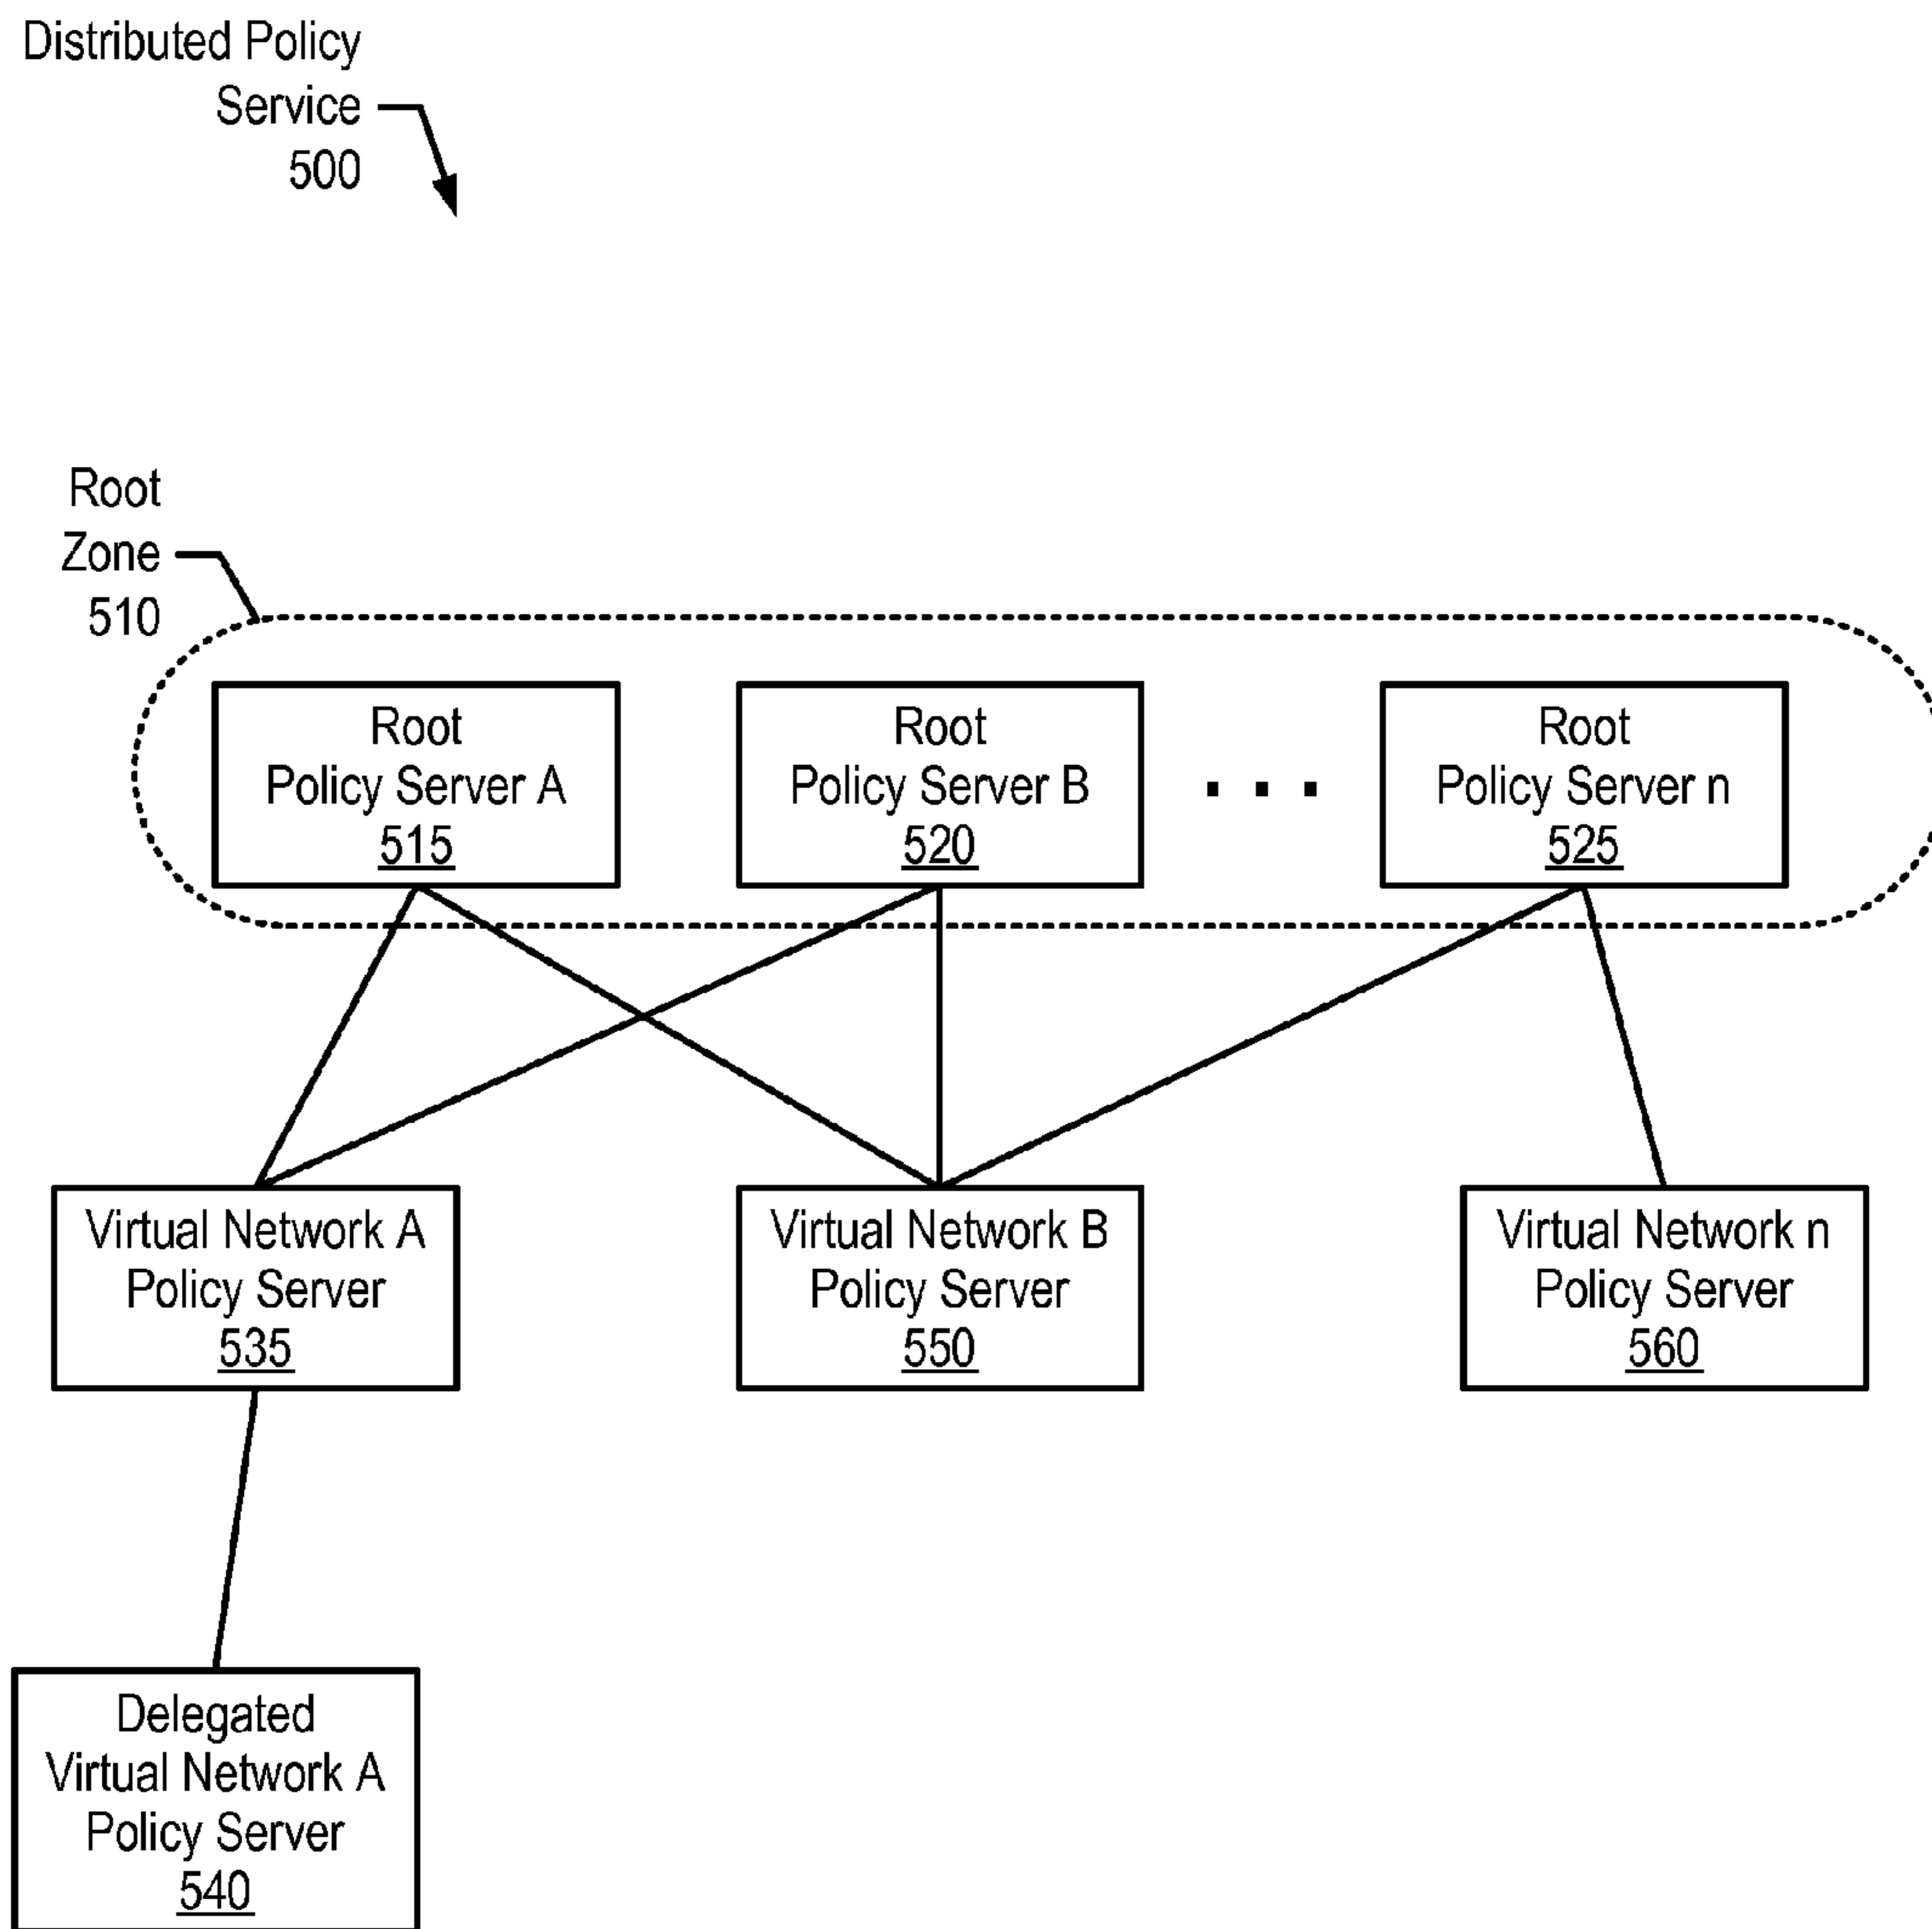 Distributed Policy
Service
500
Root
Zone
510
Root
Policy Server A
515
Root
Policy Server B
520
. . .
Root
Policy Server n
525
Virtual Network A
Policy Server
535
Virtual Network B
Policy Server
550
Virtual Network n
Policy Server
560
Delegated
Virtual Network A
Policy Server
540